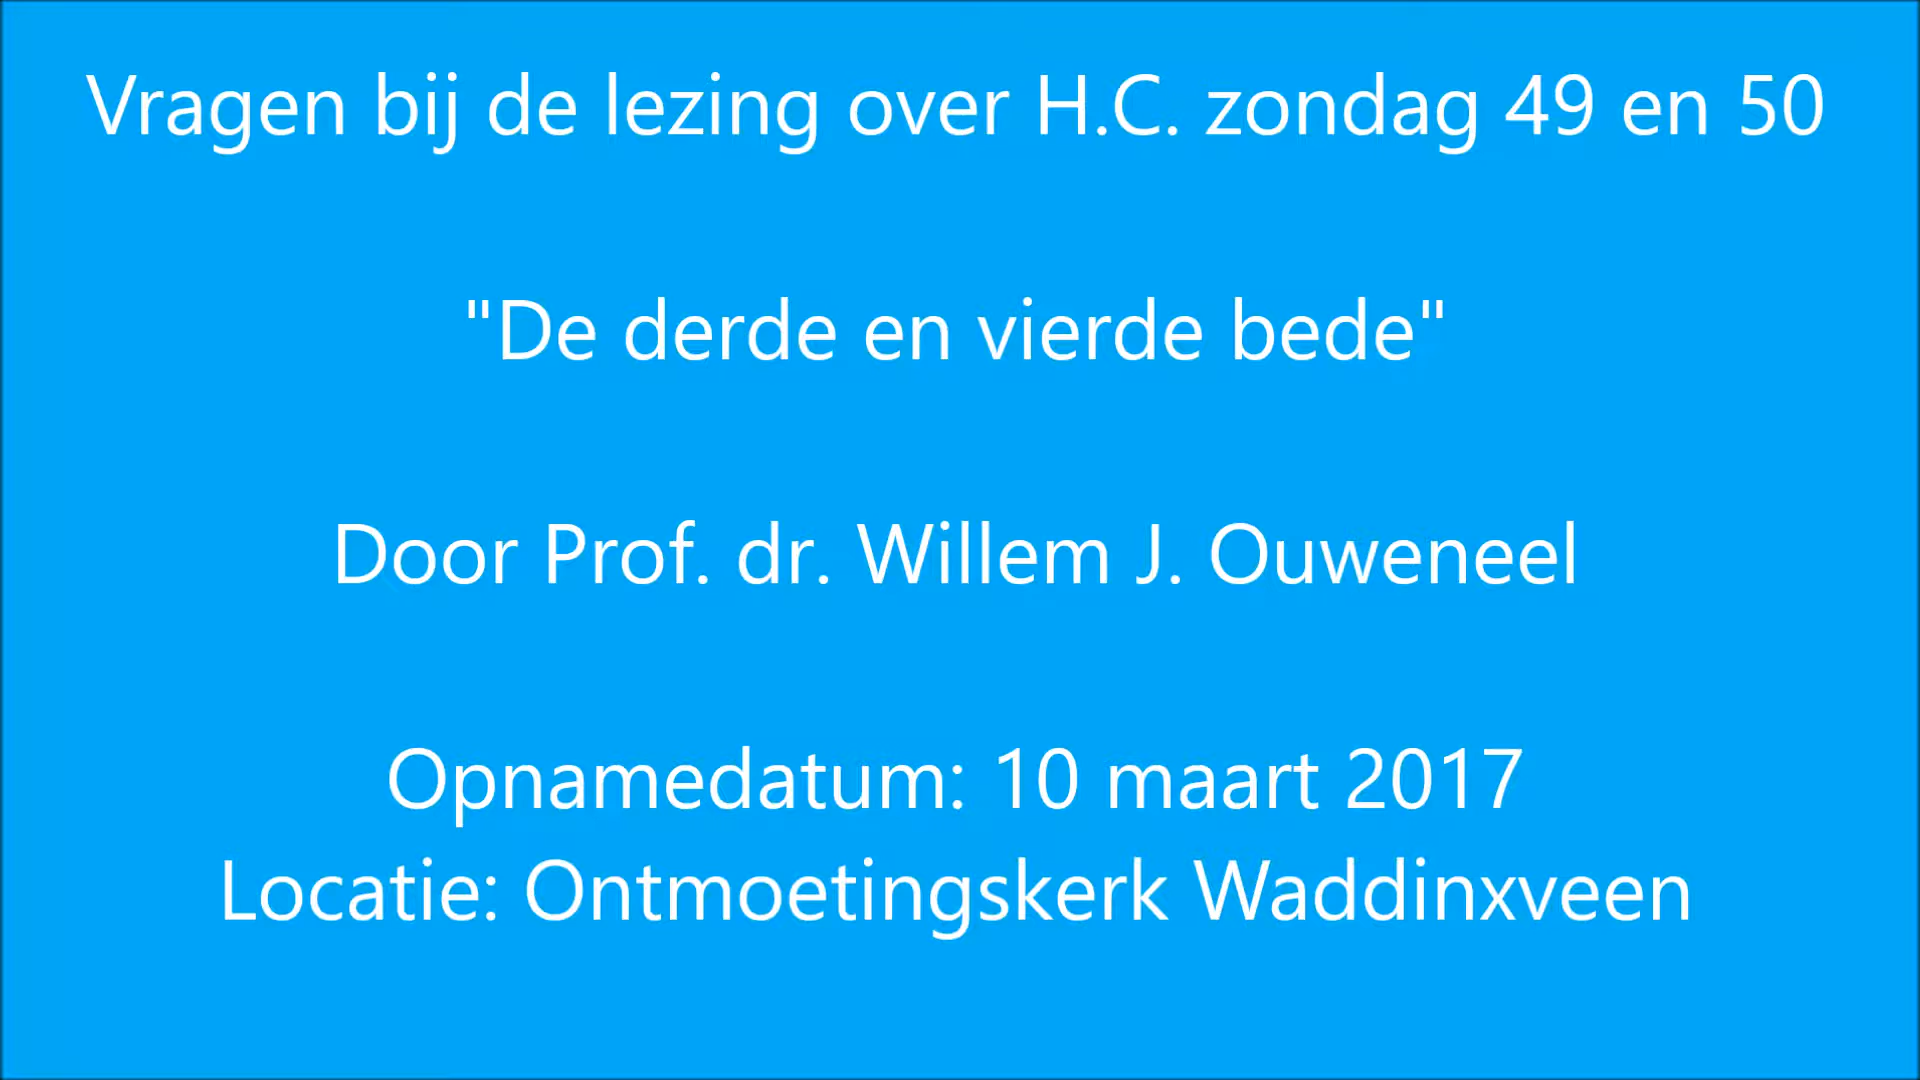 Vragen bij de lezing over H.C. zondag 49 en 50
"De derde en vierde bede"
Door Prof. dr. Willem J. Ouweneel
Opnamedatum: 10 maart 2017
Locatie: Ontmoetingskerk Waddinxveen